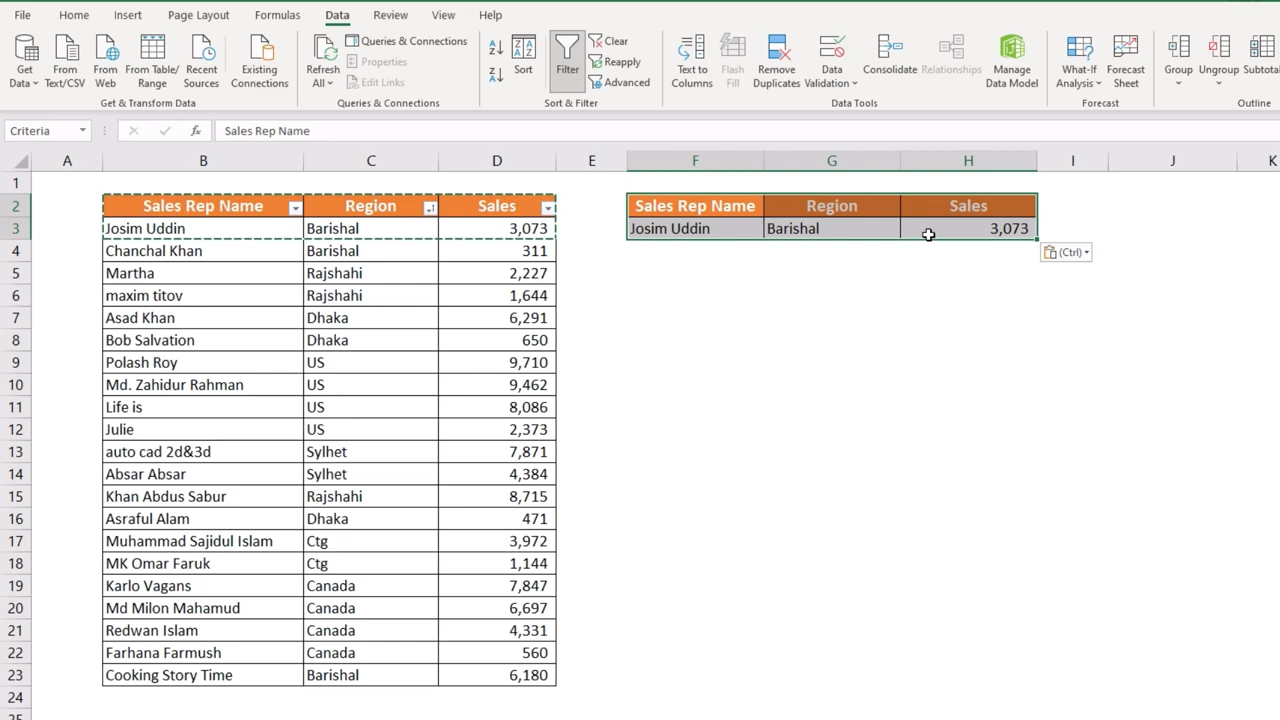 File Home Insert Page Layout Formulas Data Review View Help
Get Data
From Text/CSV
From Web
From Table/ Range
Recent Sources
Existing Connections
Get & Transform Data
Refresh All
Queries & Connections
Properties
Edit Links
Queries & Connections
Sort
Filter
Clear
Reapply
Advanced
Sort & Filter
Text to Columns
Flash Fill
Remove Duplicates
Data Validation
Consolidate
Relationships
Manage Data Model
Data Tools
What-If Analysis
Forecast Sheet
Forecast
Group
Ungroup
Subtotal
Outline
Criteria fx Sales Rep Name
A B C D E F G H I J K
1
2 Sales Rep Name Region Sales Sales Rep Name Region Sales
3 Josim Uddin Barishal 3,073 Josim Uddin Barishal 3,073
4 Chanchal Khan Barishal 311 (Ctrl)
5 Martha Rajshahi 2,227
6 maxim titov Rajshahi 1,644
7 Asad Khan Dhaka 6,291
8 Bob Salvation Dhaka 650
9 Polash Roy US 9,710
10 Md. Zahidur Rahman US 9,462
11 Life is US 8,086
12 Julie US 2,373
13 auto cad 2d&3d Sylhet 7,871
14 Absar Absar Sylhet 4,384
15 Khan Abdus Sabur Rajshahi 8,715
16 Asraful Alam Dhaka 471
17 Muhammad Sajidul Islam Ctg 3,972
18 MK Omar Faruk Ctg 1,144
19 Karlo Vagans Canada 7,847
20 Md Milon Mahamud Canada 6,697
21 Redwan Islam Canada 4,331
22 Farhana Farmush Canada 560
23 Cooking Story Time Barishal 6,180
24
25